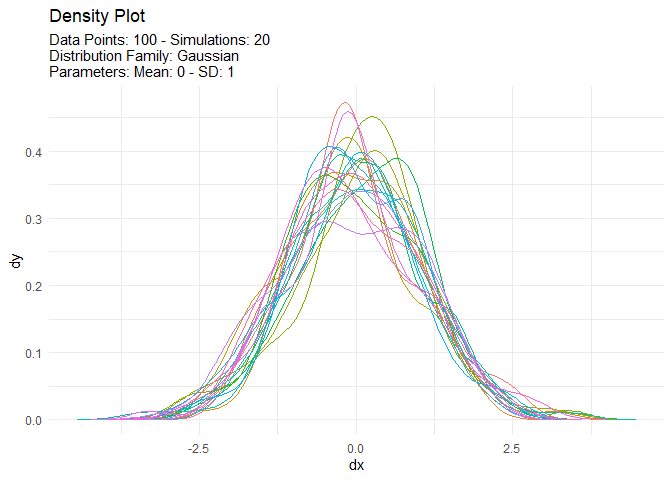 Density Plot
Data Points: 100 - Simulations: 20
Distribution Family: Gaussian
Parameters: Mean: 0 - SD: 1
dy
0.4
0.3
0.2
0.1
0.0
-2.5 0.0 2.5
dx